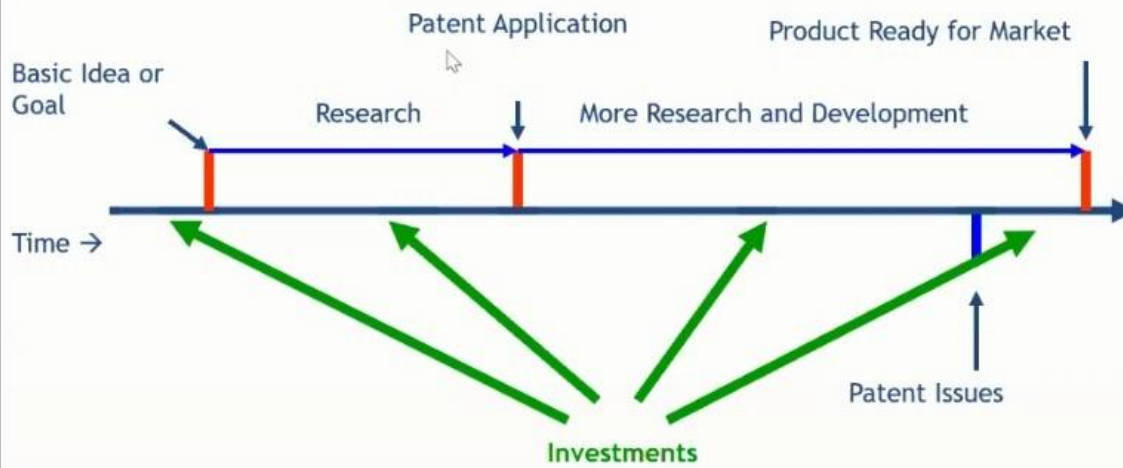 Patent Application
Product Ready for Market
Basic Idea or
Goal
Research
More Research and Development
Time →
Patent Issues
Investments